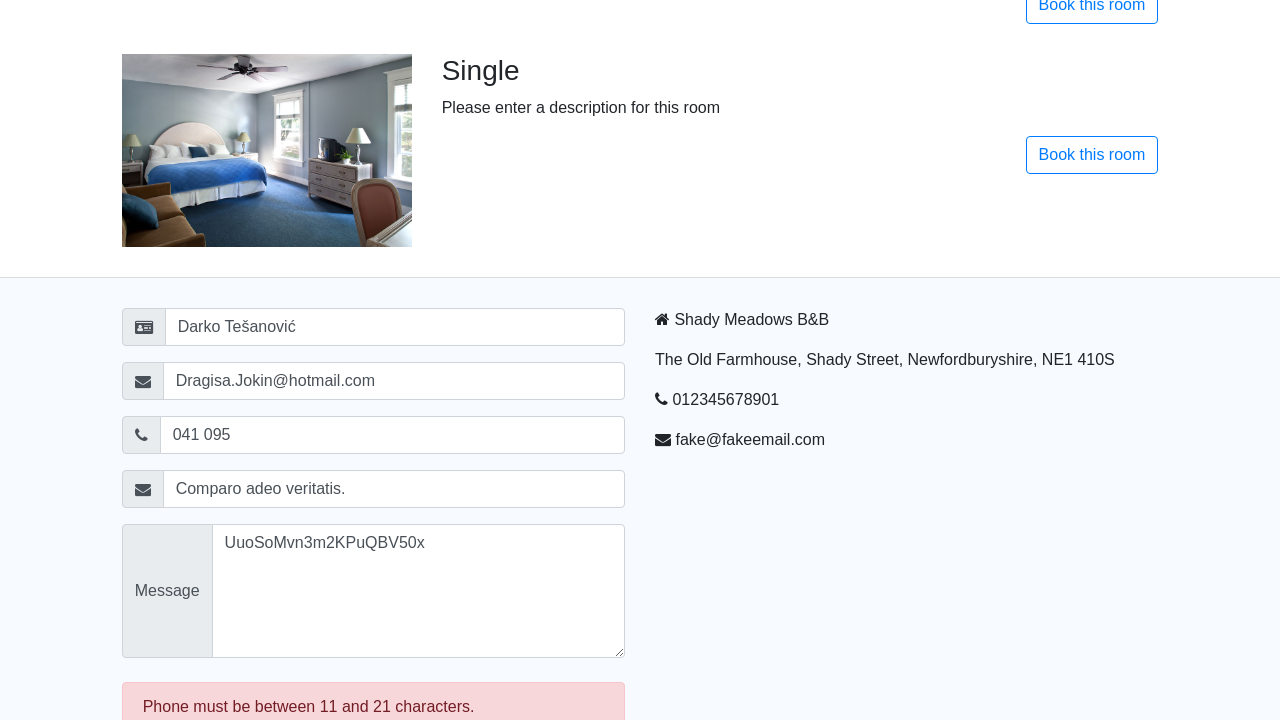 Book this room
Single
Please enter a description for this room
Book this room
Darko Tešanović
Dragisa.Jokin@hotmail.com
041 095
Comparo adeo veritatis.
Message
UuoSoMvn3m2KPuQBV50x
Phone must be between 11 and 21 characters.
Shady Meadows B&B
The Old Farmhouse, Shady Street, Newfordburyshire, NE1 410S
012345678901
fake@fakeemail.com